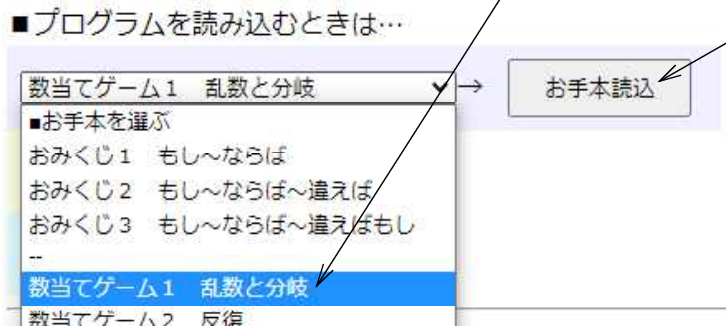 ■プログラムを読み込むときは…
数当てゲーム1　乱数と分岐
→
お手本読込
■お手本を選ぶ
おみくじ1　もし～ならば
おみくじ2　もし～ならば～違えば
おみくじ3　もし～ならば～違えばもし
--
数当てゲーム1　乱数と分岐
数当てゲーム2　反復